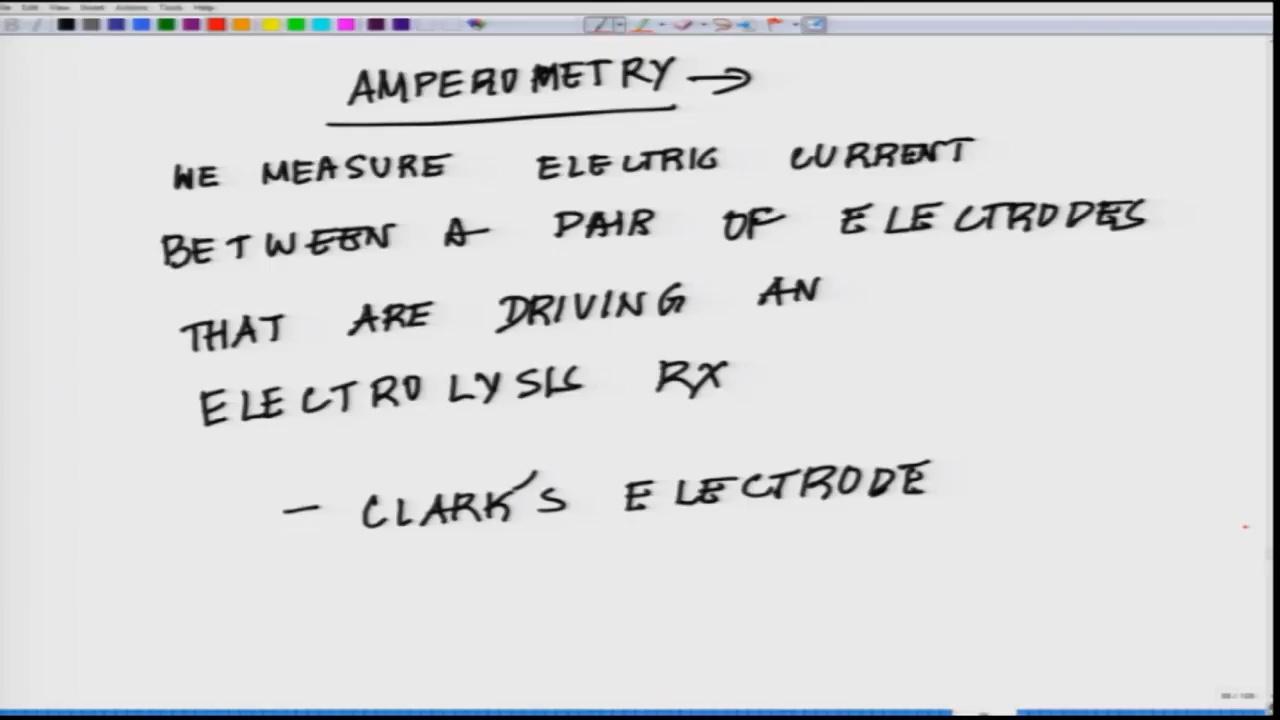 AMPEROMETRY →
WE MEASURE ELECTRIC CURRENT
BETWEEN A PAIR OF ELECTRODES
THAT ARE DRIVING AN
ELECTROLYSIS RX
- CLARK'S ELECTRODE